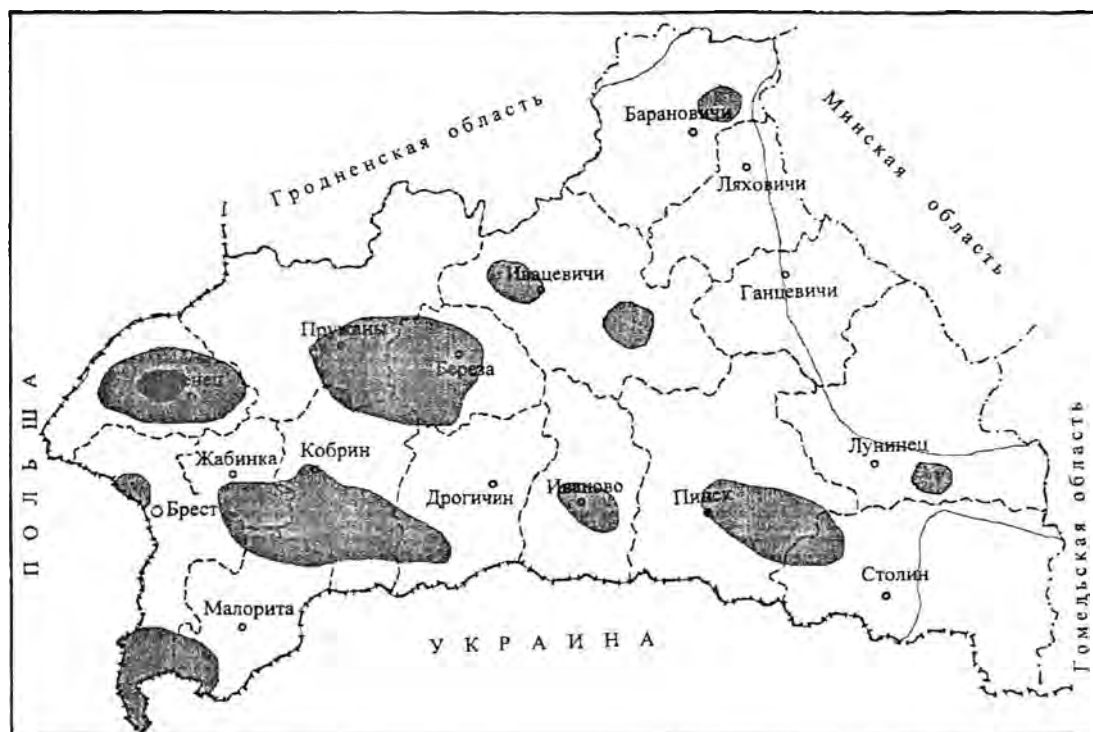 Гродненская область
Минская область
Барановичи
Ляховичи
Ивацевичи
Ганцевичи
Пружаны
Береза
ПОЛЬША
Жабинка
Кобрин
Лунинец
Брест
Дрогичин
Иваново
Пинск
Столин
Малорита
УКРАИНА
Гомельская область